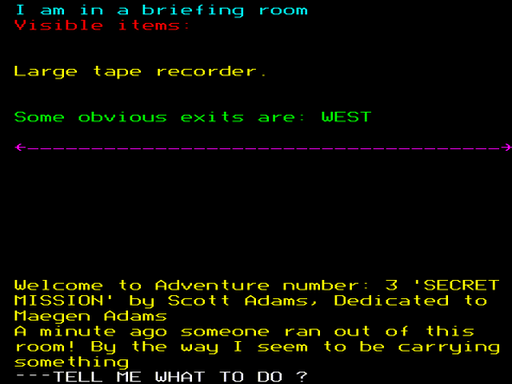 I am in a briefing room
Visible items:
Large tape recorder.
Some obvious exits are: WEST
Welcome to Adventure number: 3 'SECRET
MISSION' by Scott Adams, Dedicated to
Maegen Adams
A minute ago someone ran out of this
room! By the way I seem to be carrying
something
---TELL ME WHAT TO DO ?